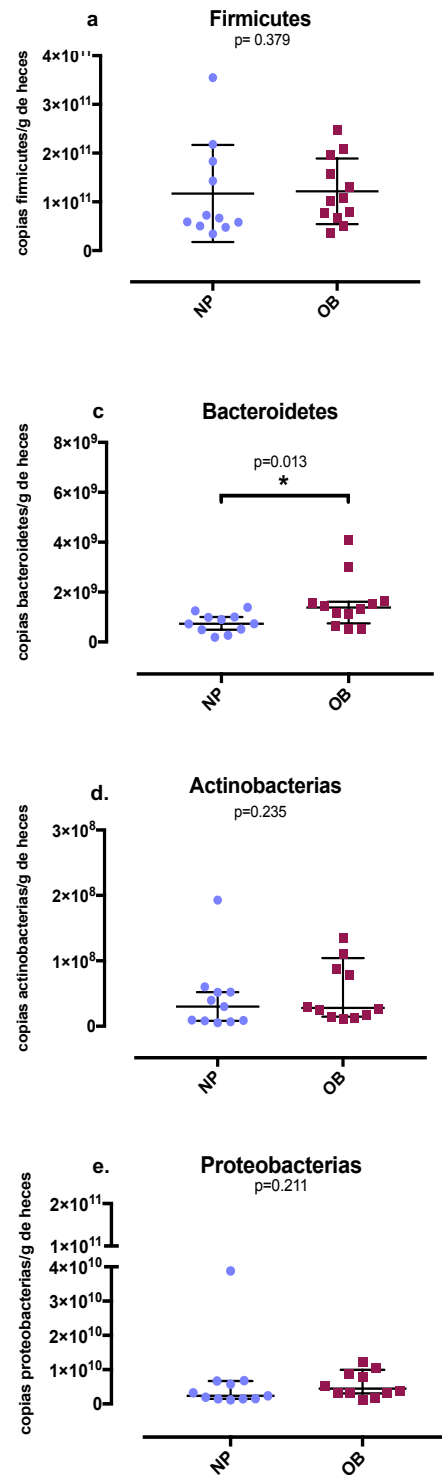 a
Firmicutes
p= 0.379
copias firmicutes/g de heces
4×10¹¹
3×10¹¹
2×10¹¹
1×10¹¹
0
NP
OB
c
Bacteroidetes
p=0.013
*
copias bacteroidetes/g de heces
8×10⁹
6×10⁹
4×10⁹
2×10⁹
0
NP
OB
d.
Actinobacterias
p=0.235
copias actinobacterias/g de heces
3×10⁸
2×10⁸
1×10⁸
0
NP
OB
e.
Proteobacterias
p=0.211
copias proteobacterias/g de heces
2×10¹¹
1×10¹¹
4×10¹⁰
3×10¹⁰
2×10¹⁰
1×10¹⁰
0
NP
OB